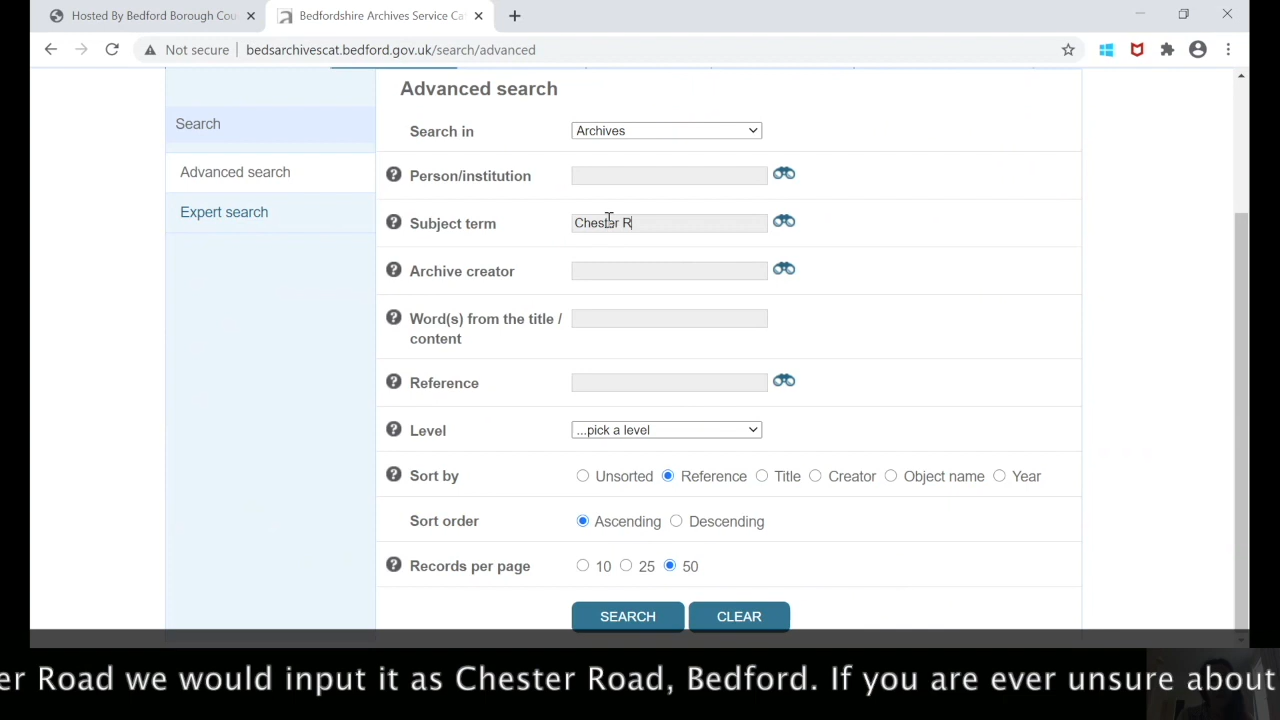 Hosted By Bedford Borough Cou
Bedfordshire Archives Service Ca
Not secure
bedsarchivescat.bedford.gov.uk/search/advanced
Advanced search
Search
Search in
Archives
Advanced search
Person/institution
Expert search
Subject term
Chester R
Archive creator
Word(s) from the title /
content
Reference
Level
...pick a level
Sort by
Unsorted Reference Title Creator Object name Year
Sort order
Ascending Descending
Records per page
10 25 50
SEARCH CLEAR
er Road we would input it as Chester Road, Bedford. If you are ever unsure about